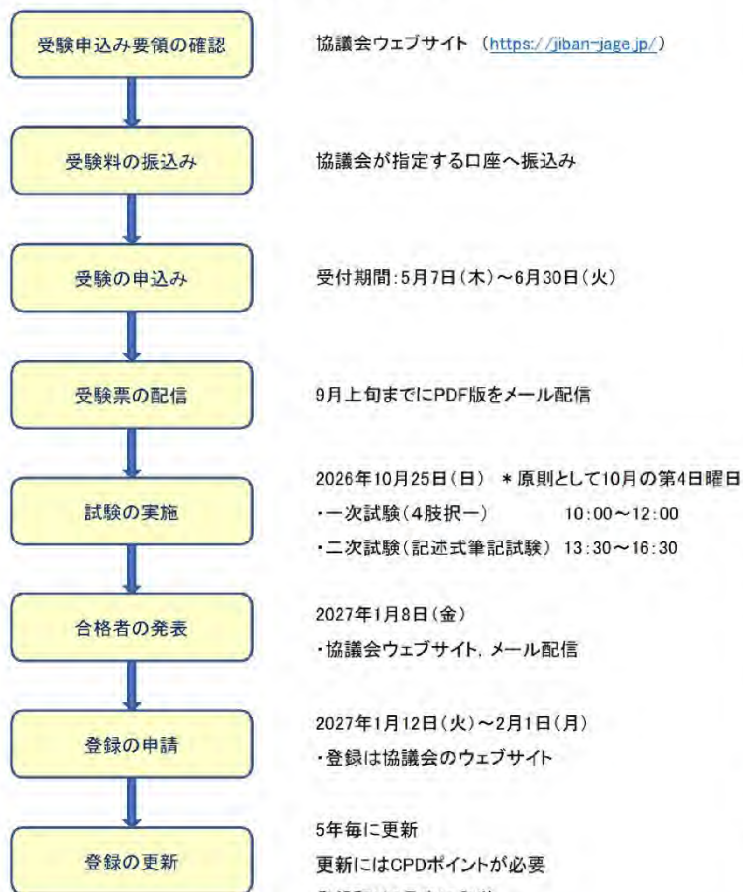 受験申込み要領の確認
協議会ウェブサイト (https://jiban-jage.jp/)
受験料の振込み
協議会が指定する口座へ振込み
受験の申込み
受付期間:5月7日(木)～6月30日(火)
受験票の配信
9月上旬までにPDF版をメール配信
試験の実施
2026年10月25日(日) *原則として10月の第4日曜日
・一次試験(4肢択一) 10:00～12:00
・二次試験(記述式筆記試験) 13:30～16:30
合格者の発表
2027年1月8日(金)
・協議会ウェブサイト, メール配信
登録の申請
2027年1月12日(火)～2月1日(月)
・登録は協議会のウェブサイト
登録の更新
5年毎に更新
更新にはCPDポイントが必要